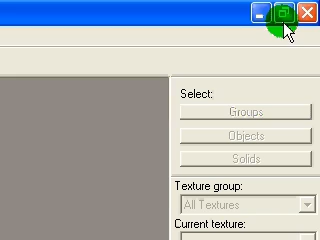 Select:
Groups
Objects
Solids
Texture group:
All Textures
Current texture: